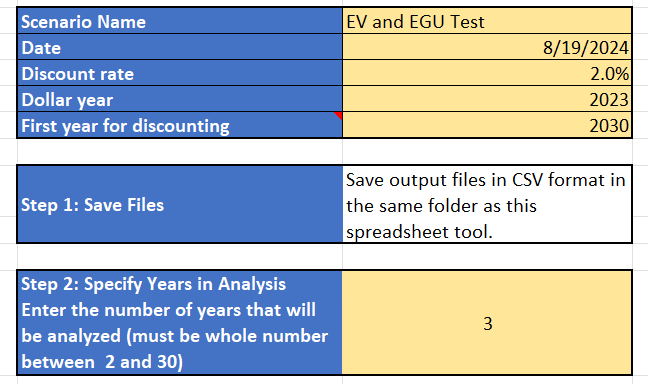 Scenario Name EV and EGU Test
Date 8/19/2024
Discount rate 2.0%
Dollar year 2023
First year for discounting 2030
Step 1: Save Files
Save output files in CSV format in
the same folder as this
spreadsheet tool.
Step 2: Specify Years in Analysis
Enter the number of years that will
be analyzed (must be whole number
between  2 and 30)
3